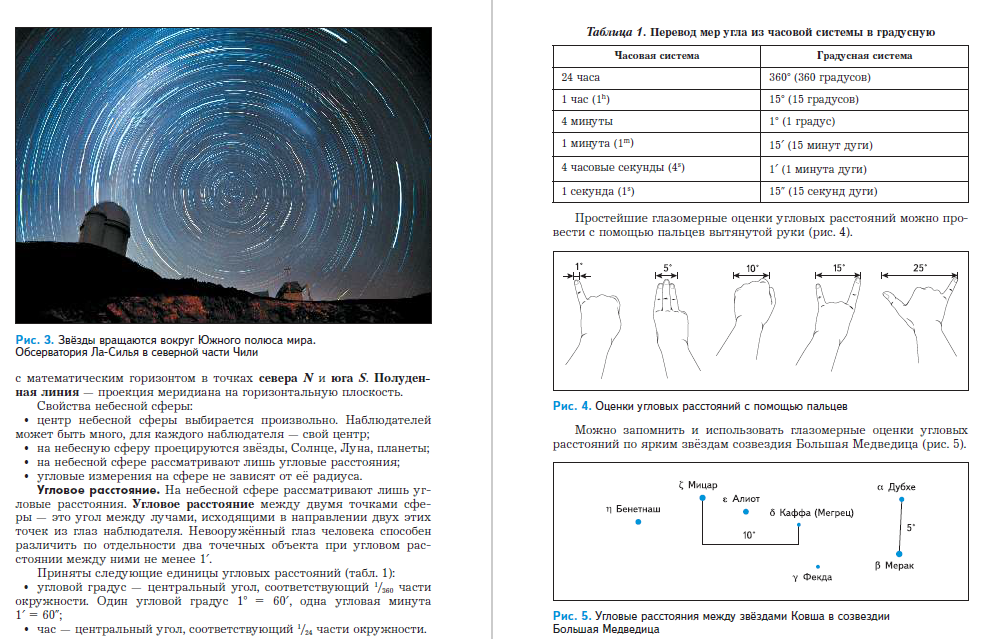 Рис. 3. Звёзды вращаются вокруг Южного полюса мира.
Обсерватория Ла-Силья в северной части Чили
с математическим горизонтом в точках севера N и юга S. Полуден-
ная линия — проекция меридиана на горизонтальную плоскость.
Свойства небесной сферы:
• центр небесной сферы выбирается произвольно. Наблюдателей
может быть много, для каждого наблюдателя — свой центр;
• на небесную сферу проецируются звёзды, Солнце, Луна, планеты;
• на небесной сфере рассматривают лишь угловые расстояния;
• угловые измерения на сфере не зависят от её радиуса.
Угловое расстояние. На небесной сфере рассматривают лишь уг-
ловые расстояния. Угловое расстояние между двумя точками сфе-
ры — это угол между лучами, исходящими в направлении двух этих
точек из глаз наблюдателя. Невооружённый глаз человека способен
различить по отдельности два точечных объекта при угловом рас-
стоянии между ними не менее 1′.
Приняты следующие единицы угловых расстояний (табл. 1):
• угловой градус — центральный угол, соответствующий 1/360 части
окружности. Один угловой градус 1° = 60′, одна угловая минута
1′ = 60″;
• час — центральный угол, соответствующий 1/24 части окружности.
Таблица 1. Перевод мер угла из часовой системы в градусную
Часовая система Градусная система
24 часа 360° (360 градусов)
1 час (1ʰ) 15° (15 градусов)
4 минуты 1° (1 градус)
1 минута (1ᵐ) 15′ (15 минут дуги)
4 часовые секунды (4ˢ) 1′ (1 минута дуги)
1 секунда (1ˢ) 15″ (15 секунд дуги)
Простейшие глазомерные оценки угловых расстояний можно про-
вести с помощью пальцев вытянутой руки (рис. 4).
1° 5° 10° 15° 25°
Рис. 4. Оценки угловых расстояний с помощью пальцев
Можно запомнить и использовать глазомерные оценки угловых
расстояний по ярким звёздам созвездия Большая Медведица (рис. 5).
ζ Мицар
α Дубхе
ε Алиот
η Бенетнаш
δ Каффа (Мегрец)
5°
10°
β Мерак
γ Фекда
Рис. 5. Угловые расстояния между звёздами Ковша в созвездии
Большая Медведица